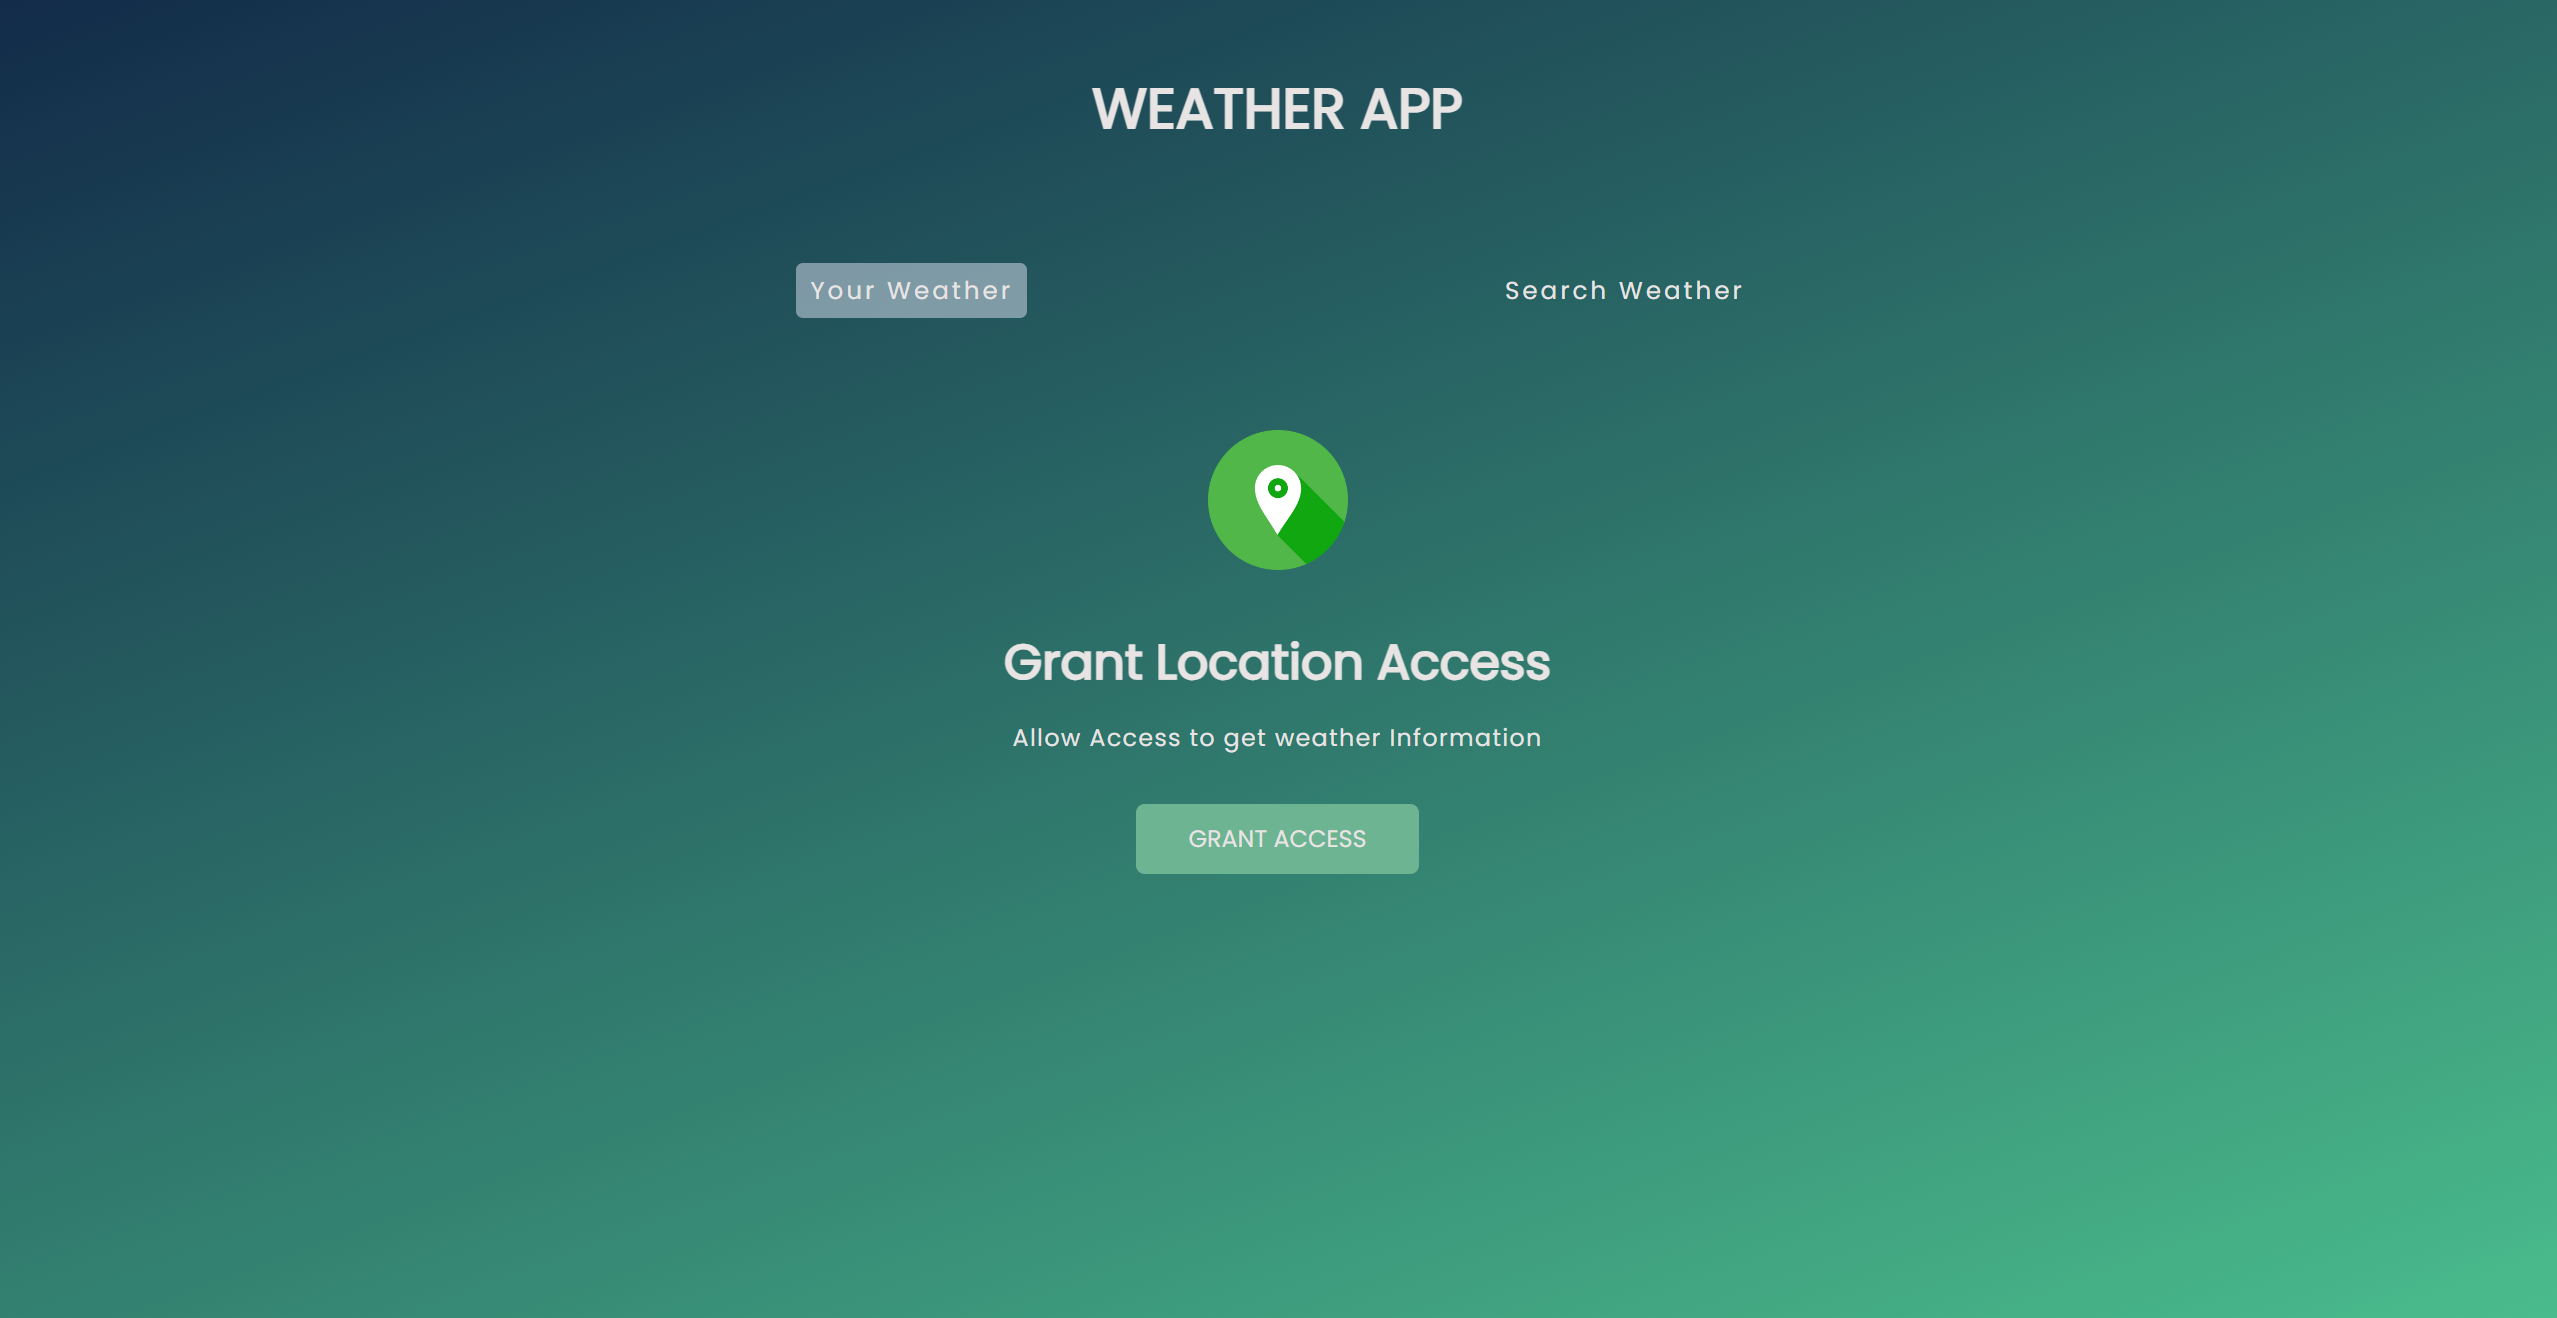 WEATHER APP
Your Weather
Search Weather
Grant Location Access
Allow Access to get weather Information
GRANT ACCESS